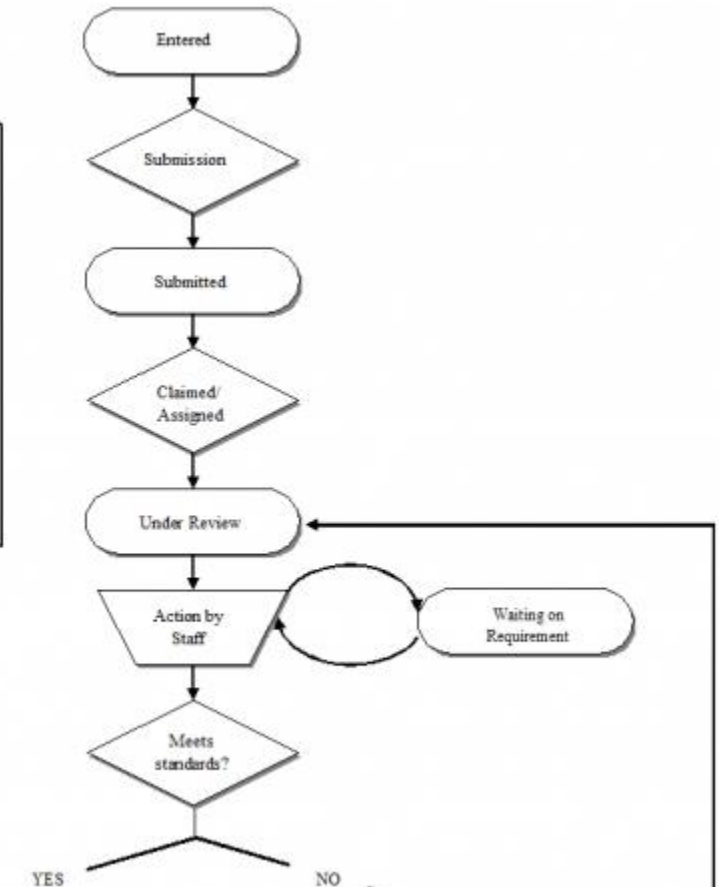 Entered
Submission
Submitted
Claimed/
Assigned
Under Review
Action by
Staff
Waiting on
Requirement
Meets
standards?
YES
NO